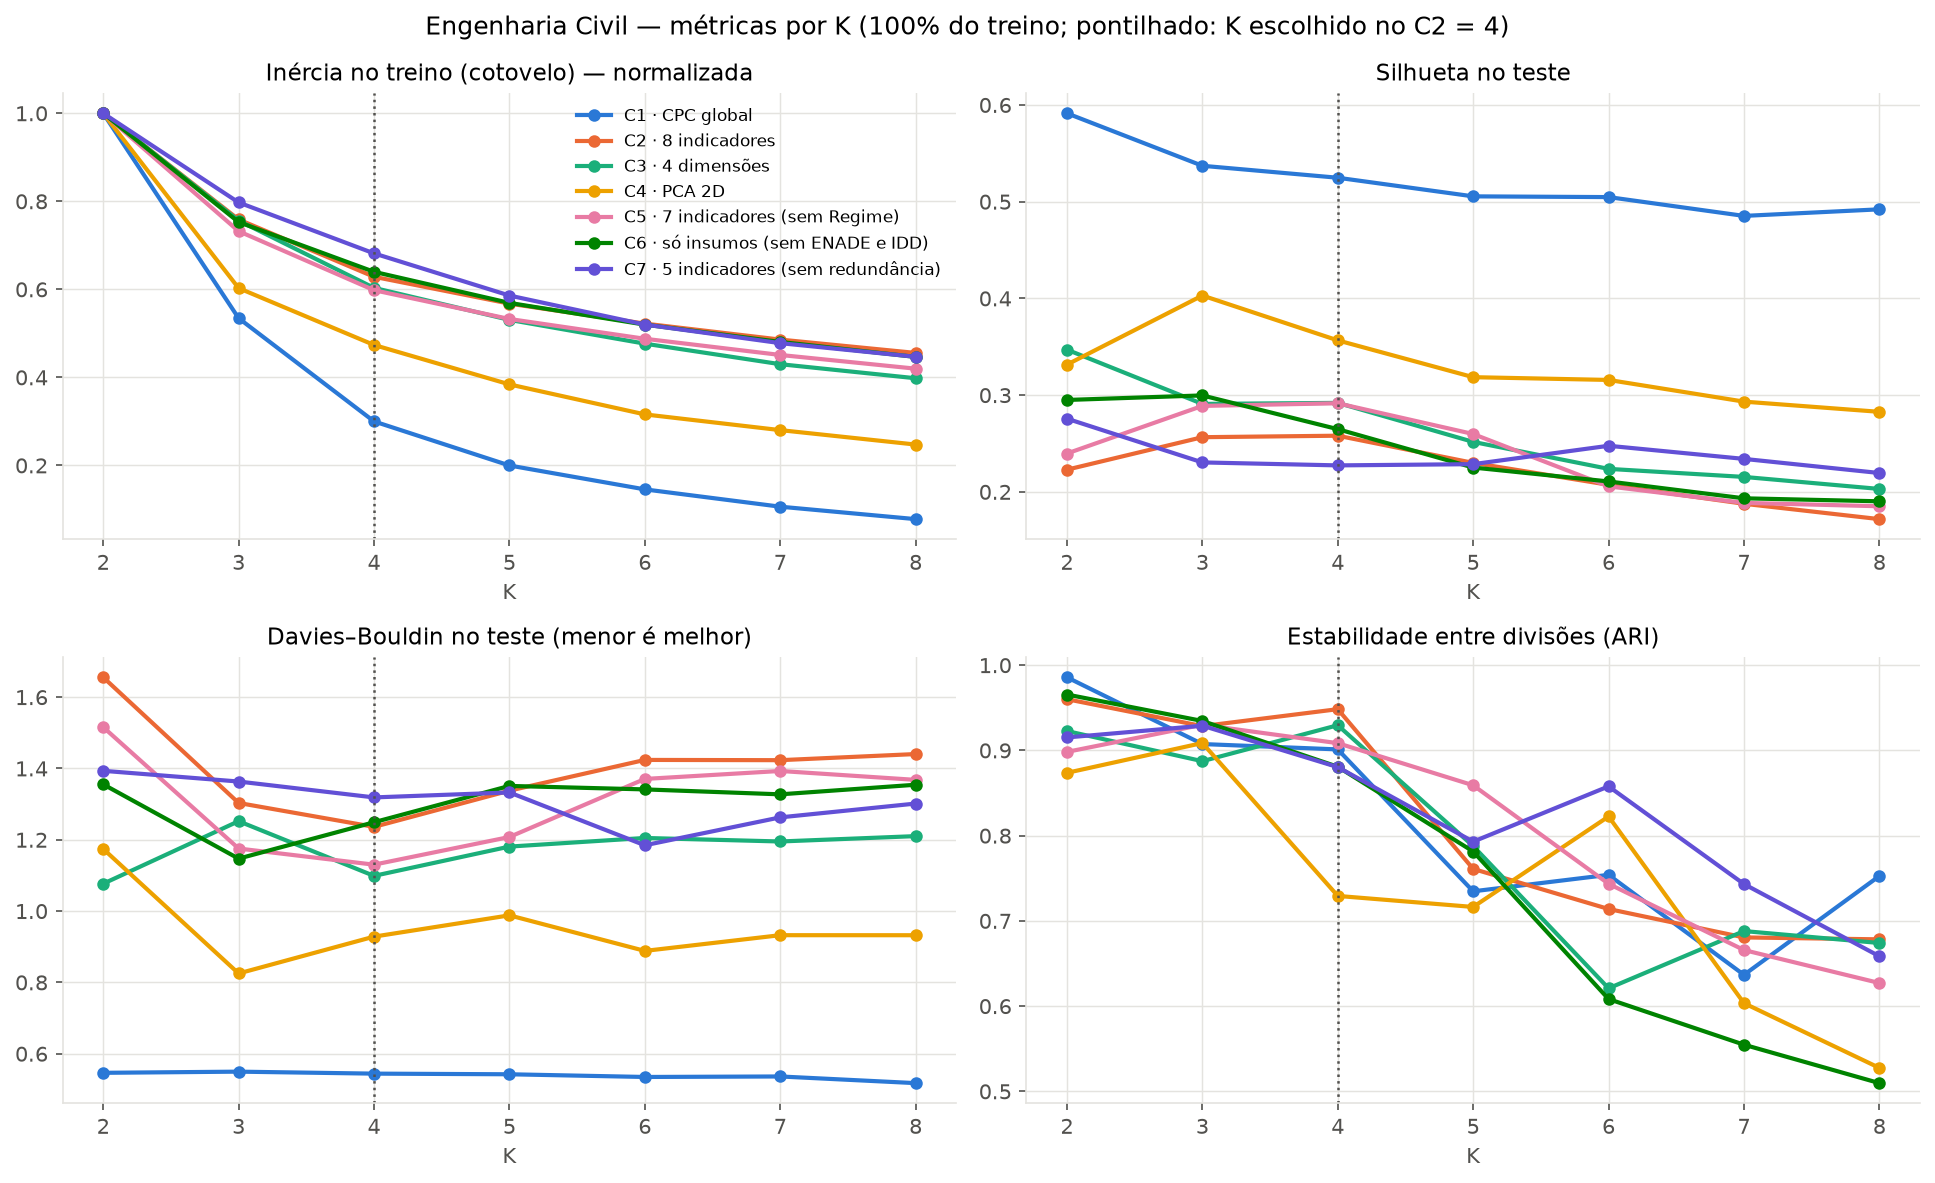 Engenharia Civil — métricas por K (100% do treino; pontilhado: K escolhido no C2 = 4)
Inércia no treino (cotovelo) — normalizada
1.0
0.8
0.6
0.4
0.2
2 3 4 5 6 7 8
K
C1 · CPC global
C2 · 8 indicadores
C3 · 4 dimensões
C4 · PCA 2D
C5 · 7 indicadores (sem Regime)
C6 · só insumos (sem ENADE e IDD)
C7 · 5 indicadores (sem redundância)
Silhueta no teste
0.6
0.5
0.4
0.3
0.2
2 3 4 5 6 7 8
K
Davies–Bouldin no teste (menor é melhor)
1.6
1.4
1.2
1.0
0.8
0.6
2 3 4 5 6 7 8
K
Estabilidade entre divisões (ARI)
1.0
0.9
0.8
0.7
0.6
0.5
2 3 4 5 6 7 8
K